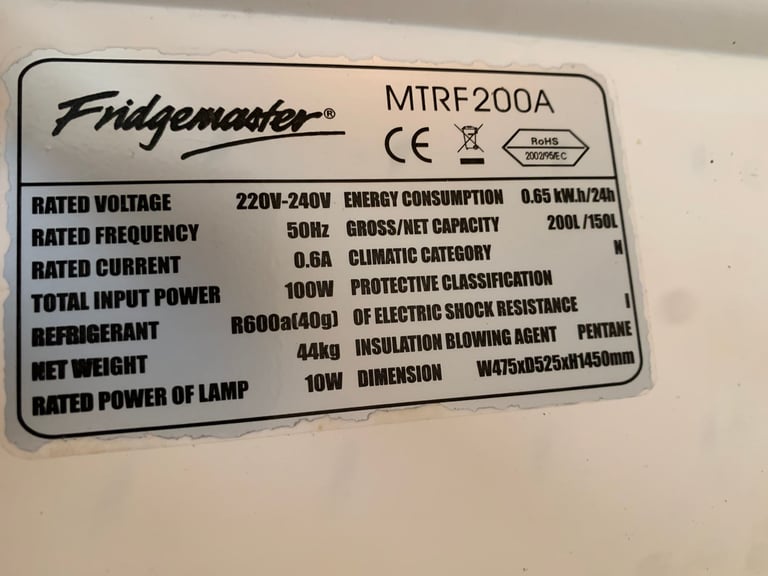 Fridgemaster® MTRF200A
CE RoHS
2002/95/EC
RATED VOLTAGE 220V-240V ENERGY CONSUMPTION 0.65 kW.h/24h
RATED FREQUENCY 50Hz GROSS/NET CAPACITY 200L/150L
RATED CURRENT 0.6A CLIMATIC CATEGORY N
TOTAL INPUT POWER 100W PROTECTIVE CLASSIFICATION
REFRIGERANT R600a(40g) OF ELECTRIC SHOCK RESISTANCE I
NET WEIGHT 44kg INSULATION BLOWING AGENT PENTANE
RATED POWER OF LAMP 10W DIMENSION W475xD525xH1450mm